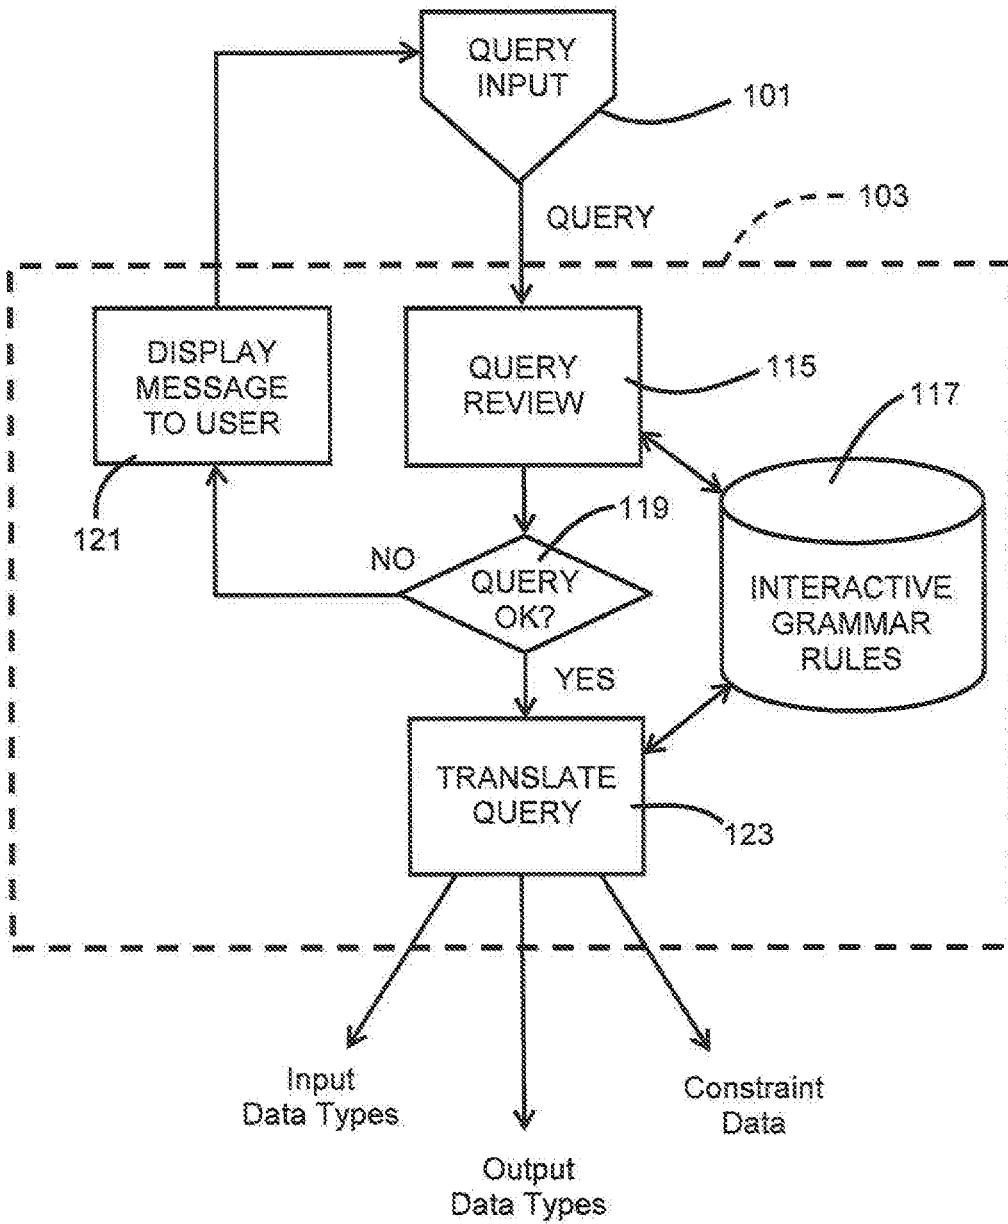 QUERY
INPUT
101
QUERY
103
DISPLAY
MESSAGE
TO USER
QUERY
REVIEW
115
117
121
119
NO
QUERY
OK?
INTERACTIVE
GRAMMAR
RULES
YES
TRANSLATE
QUERY
123
Input
Data Types
Constraint
Data
Output
Data Types